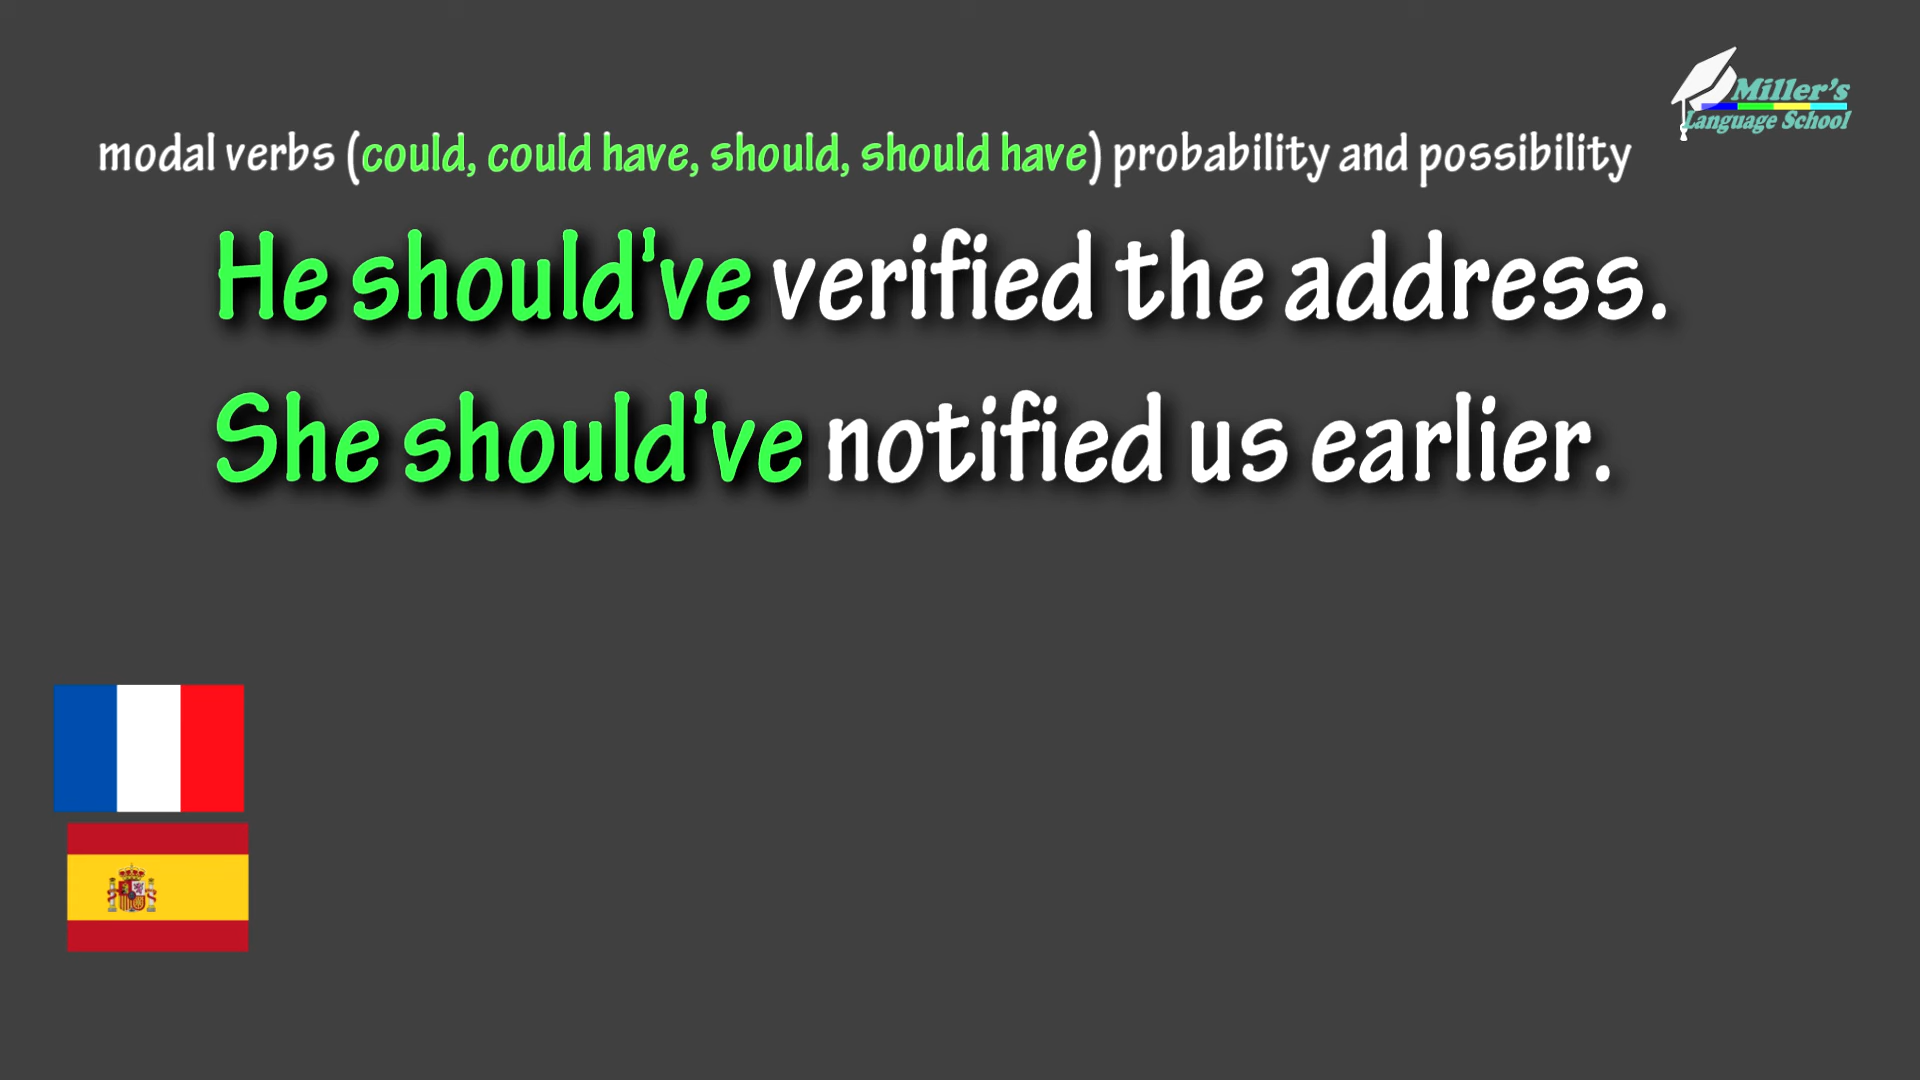 Miller's
Language School
modal verbs (could, could have, should, should have) probability and possibility
He should've verified the address.
She should've notified us earlier.